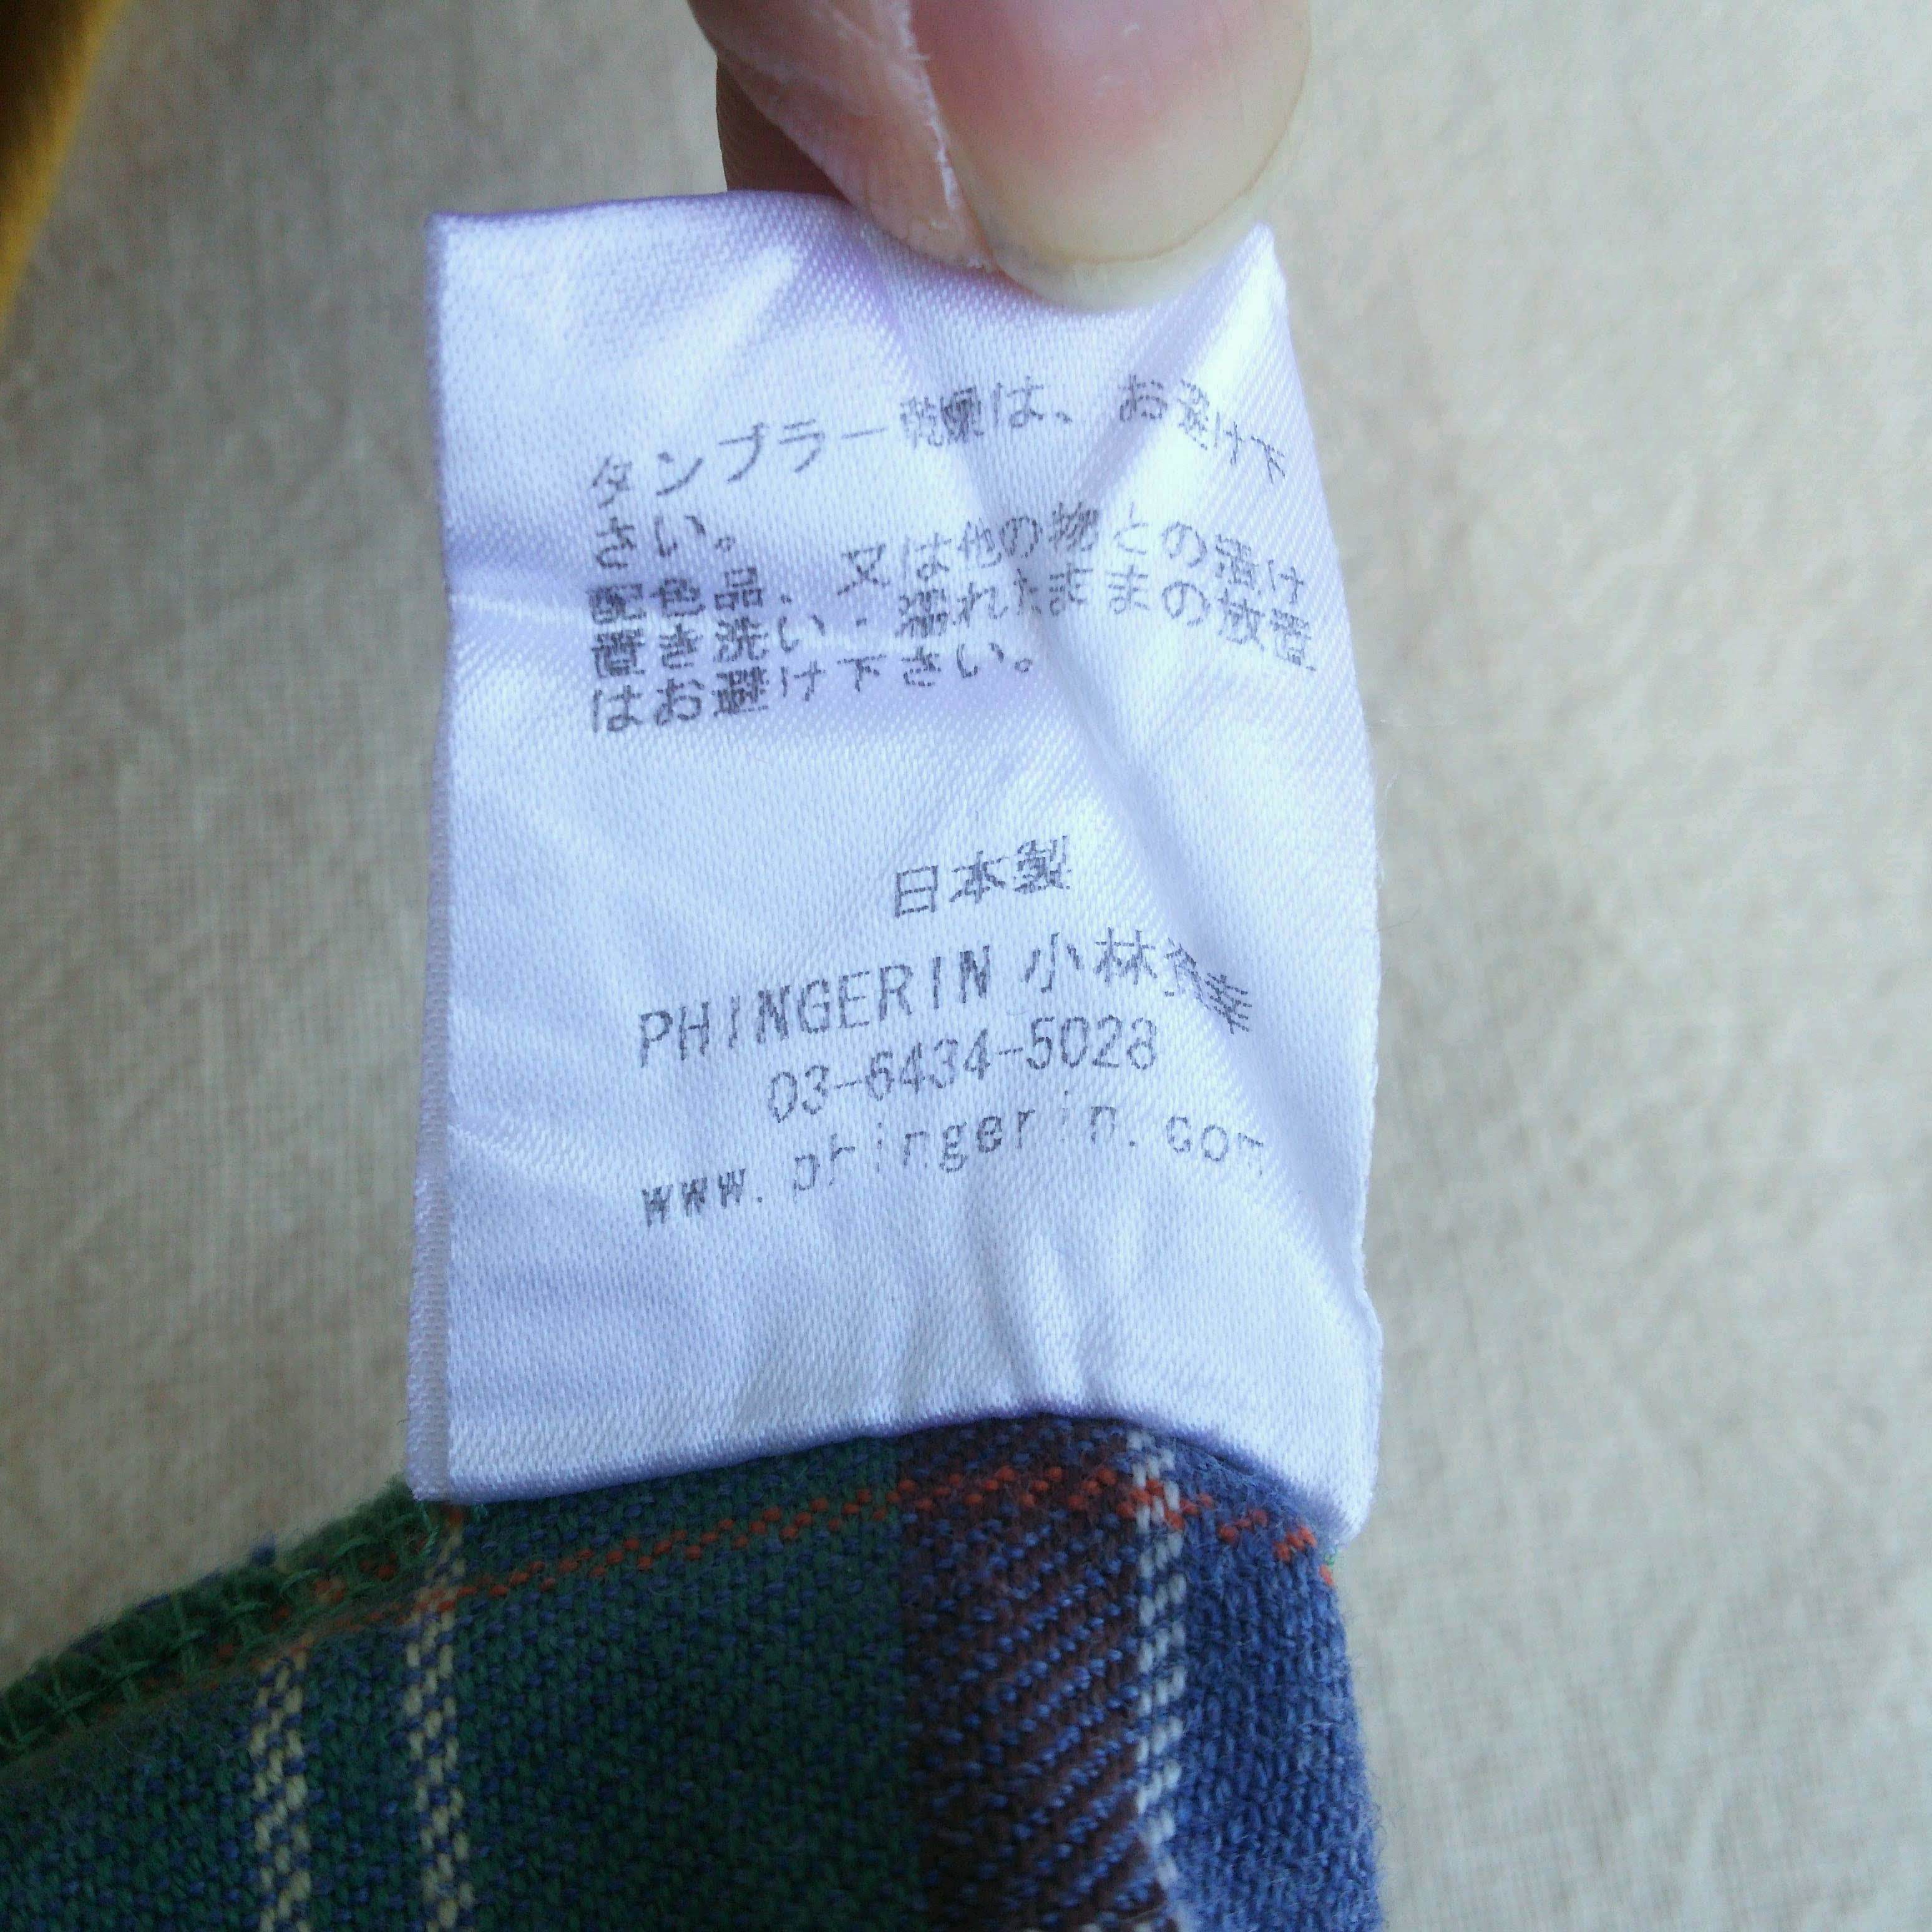 タンブラー乾燥は、お避け下
さい。
配色品、又は他の物との漬け
置き洗い・濡れたままの放置
はお避け下さい。
日本製
PHINGERIN 小林資幸
03-6434-5028
www.phingerin.com